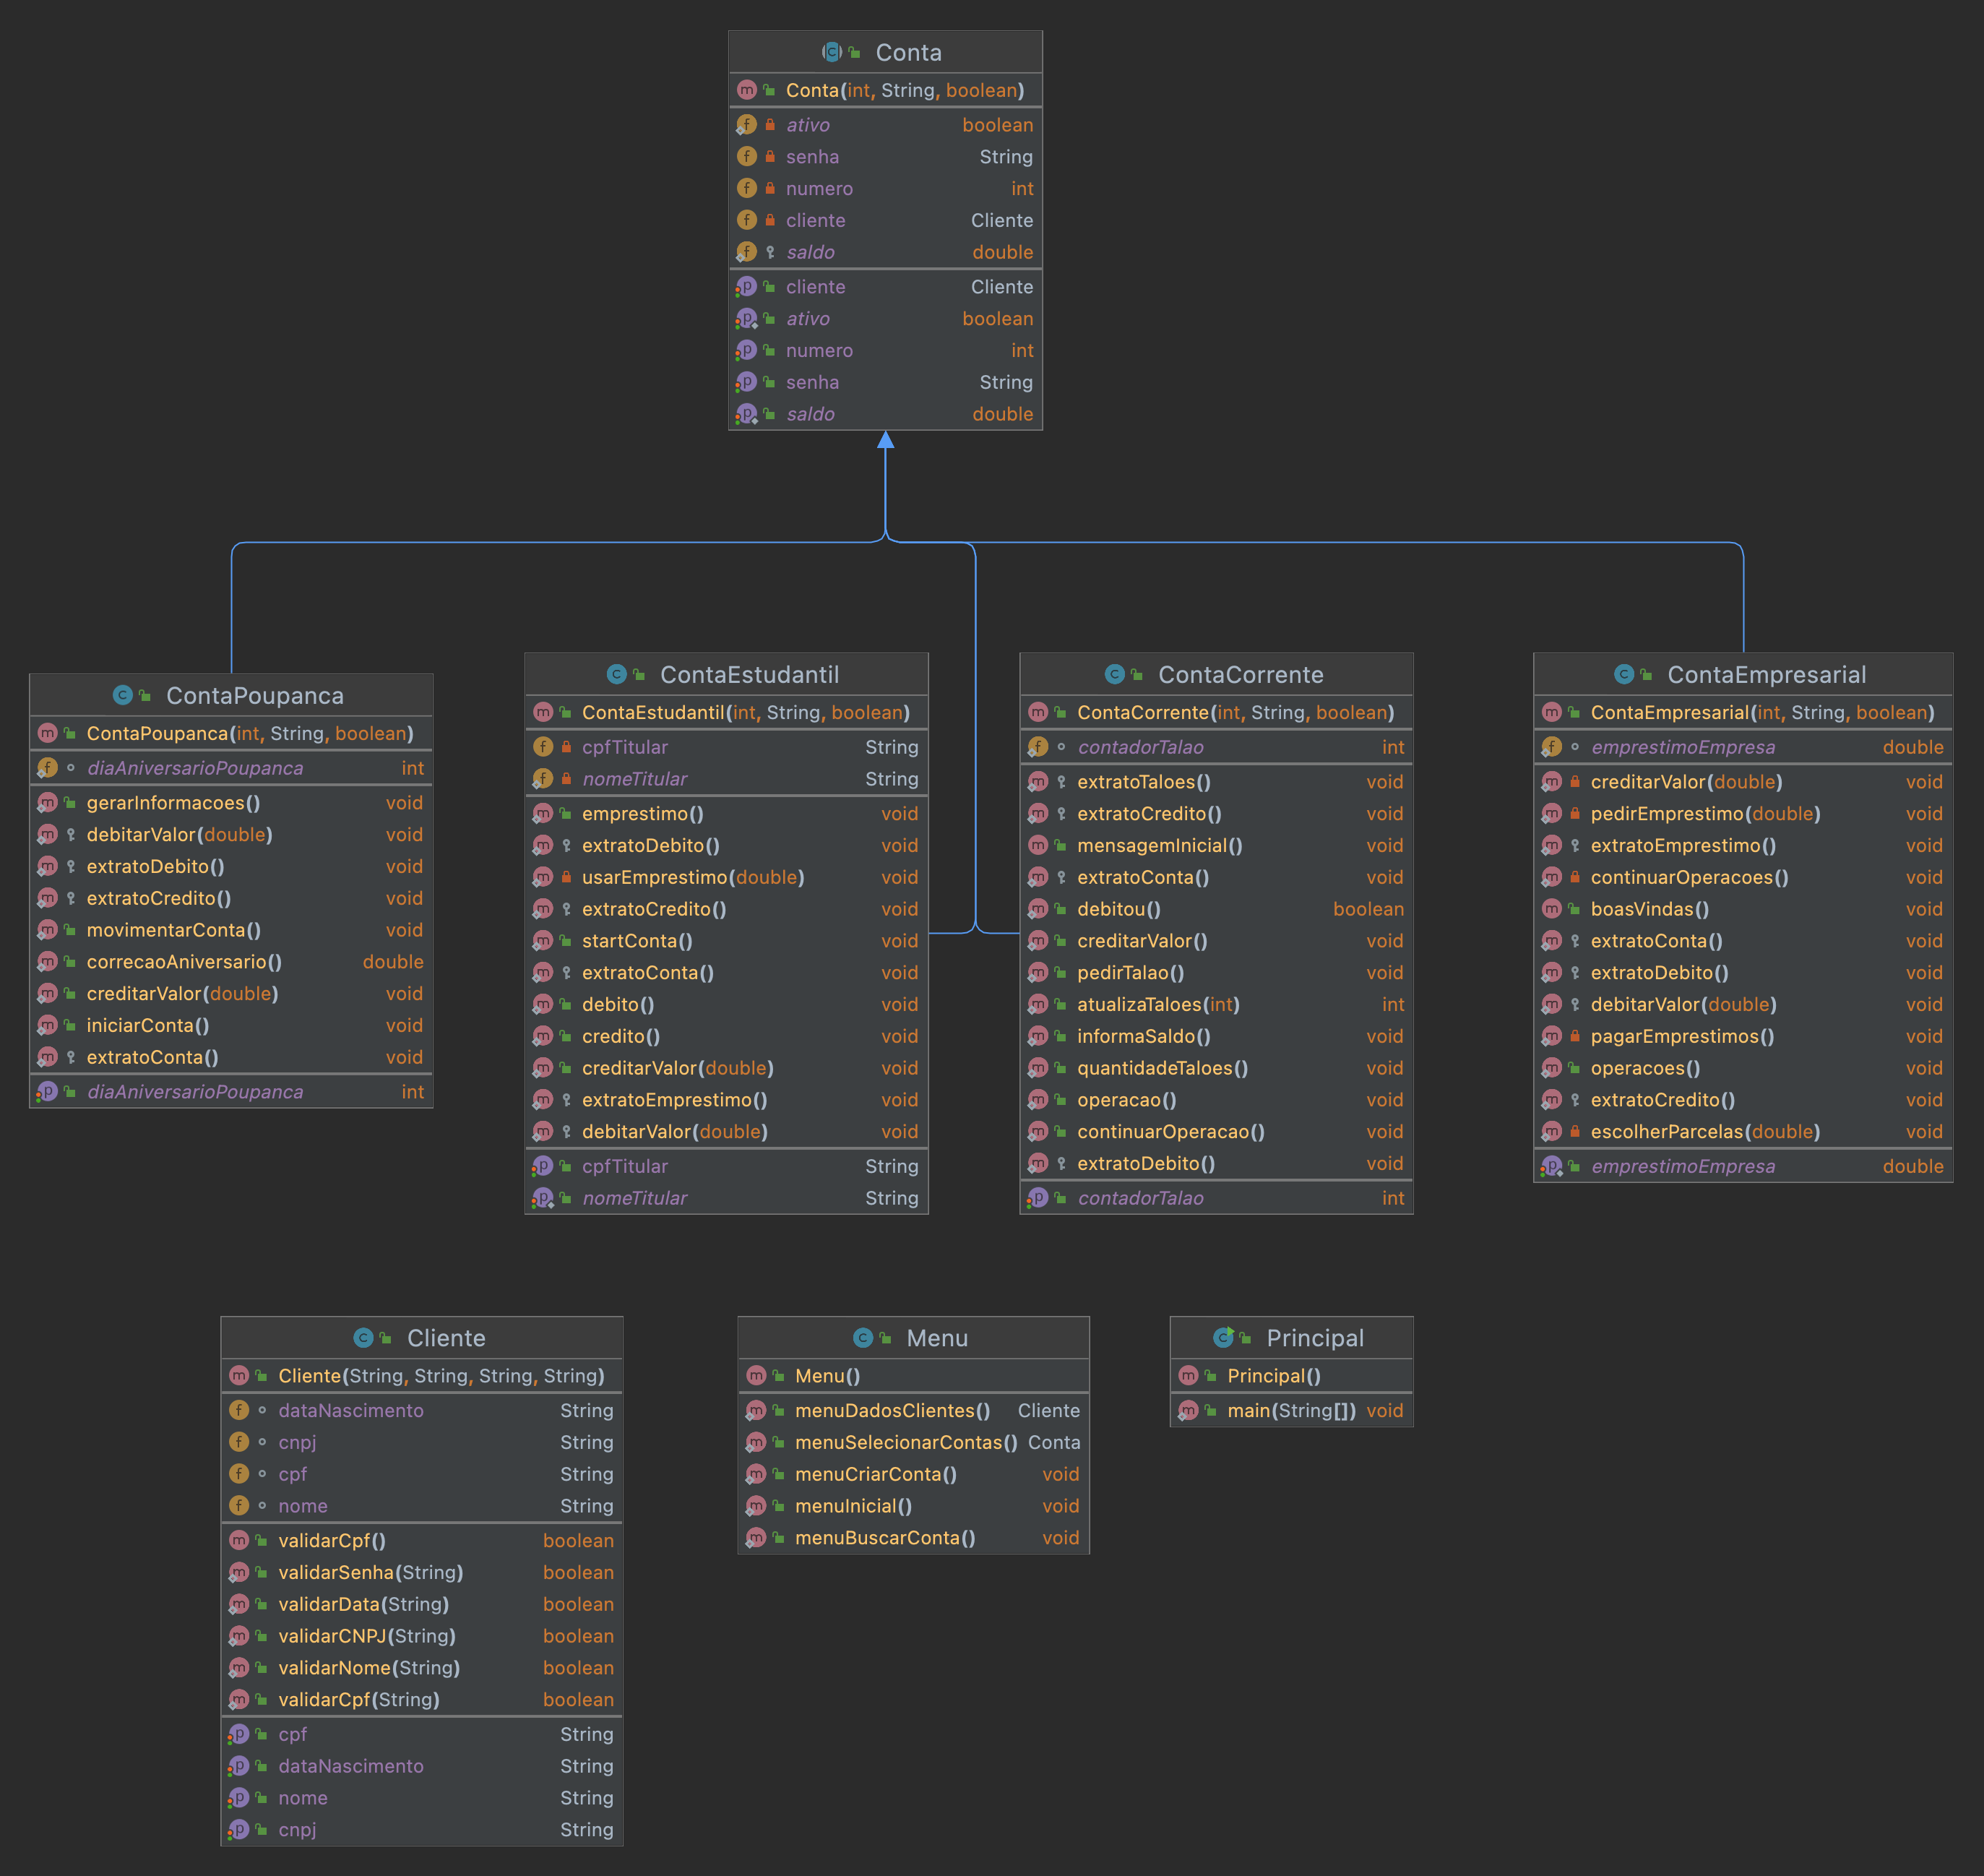 Conta
Conta(int, String, boolean)
ativo boolean
senha String
numero int
cliente Cliente
saldo double
cliente Cliente
ativo boolean
numero int
senha String
saldo double
ContaPoupanca
ContaPoupanca(int, String, boolean)
diaAniversarioPoupanca int
gerarInformacoes() void
debitarValor(double) void
extratoDebito() void
extratoCredito() void
movimentarConta() void
correcaoAniversario() double
creditarValor(double) void
iniciarConta() void
extratoConta() void
diaAniversarioPoupanca int
ContaEstudantil
ContaEstudantil(int, String, boolean)
cpfTitular String
nomeTitular String
emprestimo() void
extratoDebito() void
usarEmprestimo(double) void
extratoCredito() void
startConta() void
extratoConta() void
debito() void
credito() void
creditarValor(double) void
extratoEmprestimo() void
debitarValor(double) void
cpfTitular String
nomeTitular String
ContaCorrente
ContaCorrente(int, String, boolean)
contadorTalao int
extratoTaloes() void
extratoCredito() void
mensagemInicial() void
extratoConta() void
debitou() boolean
creditarValor() void
pedirTalao() void
atualizaTaloes(int) int
informaSaldo() void
quantidadeTaloes() void
operacao() void
continuarOperacao() void
extratoDebito() void
contadorTalao int
ContaEmpresarial
ContaEmpresarial(int, String, boolean)
emprestimoEmpresa double
creditarValor(double) void
pedirEmprestimo(double) void
extratoEmprestimo() void
continuarOperacoes() void
boasVindas() void
extratoConta() void
extratoDebito() void
debitarValor(double) void
pagarEmprestimos() void
operacoes() void
extratoCredito() void
escolherParcelas(double) void
emprestimoEmpresa double
Cliente
Cliente(String, String, String, String)
dataNascimento String
cnpj String
cpf String
nome String
validarCpf() boolean
validarSenha(String) boolean
validarData(String) boolean
validarCNPJ(String) boolean
validarNome(String) boolean
validarCpf(String) boolean
cpf String
dataNascimento String
nome String
cnpj String
Menu
Menu()
menuDadosClientes() Cliente
menuSelecionarContas() Conta
menuCriarConta() void
menuInicial() void
menuBuscarConta() void
Principal
Principal()
main(String[]) void